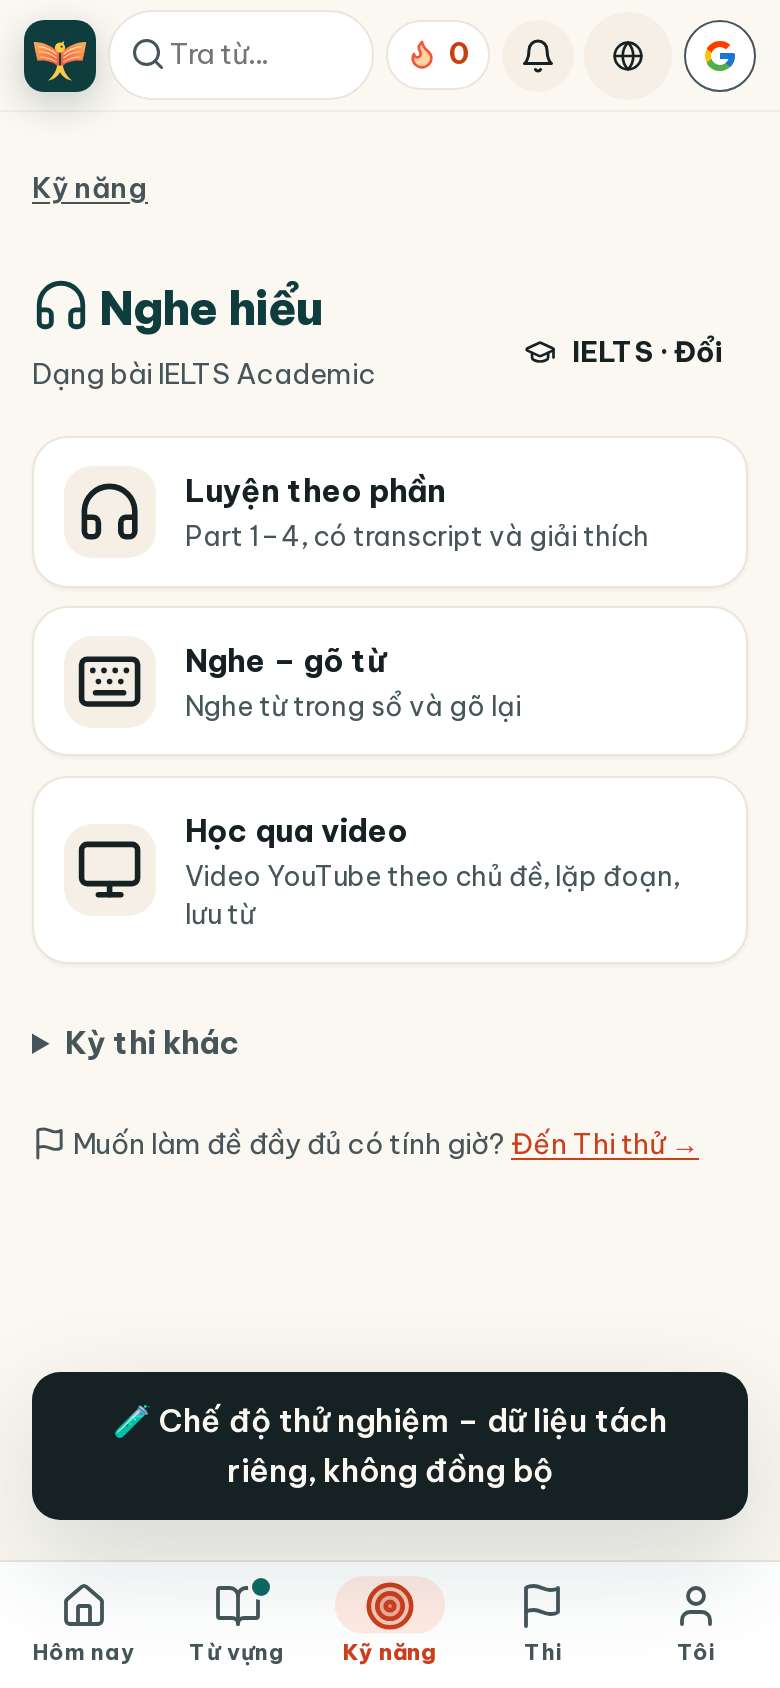 Tra từ...
0
Kỹ năng
Nghe hiểu
Dạng bài IELTS Academic
IELTS · Đổi
Luyện theo phần
Part 1–4, có transcript và giải thích
Nghe – gõ từ
Nghe từ trong sổ và gõ lại
Học qua video
Video YouTube theo chủ đề, lặp đoạn,
lưu từ
Kỳ thi khác
Muốn làm đề đầy đủ có tính giờ? Đến Thi thử →
🧪 Chế độ thử nghiệm – dữ liệu tách
riêng, không đồng bộ
Hôm nay
Từ vựng
Kỹ năng
Thi
Tôi